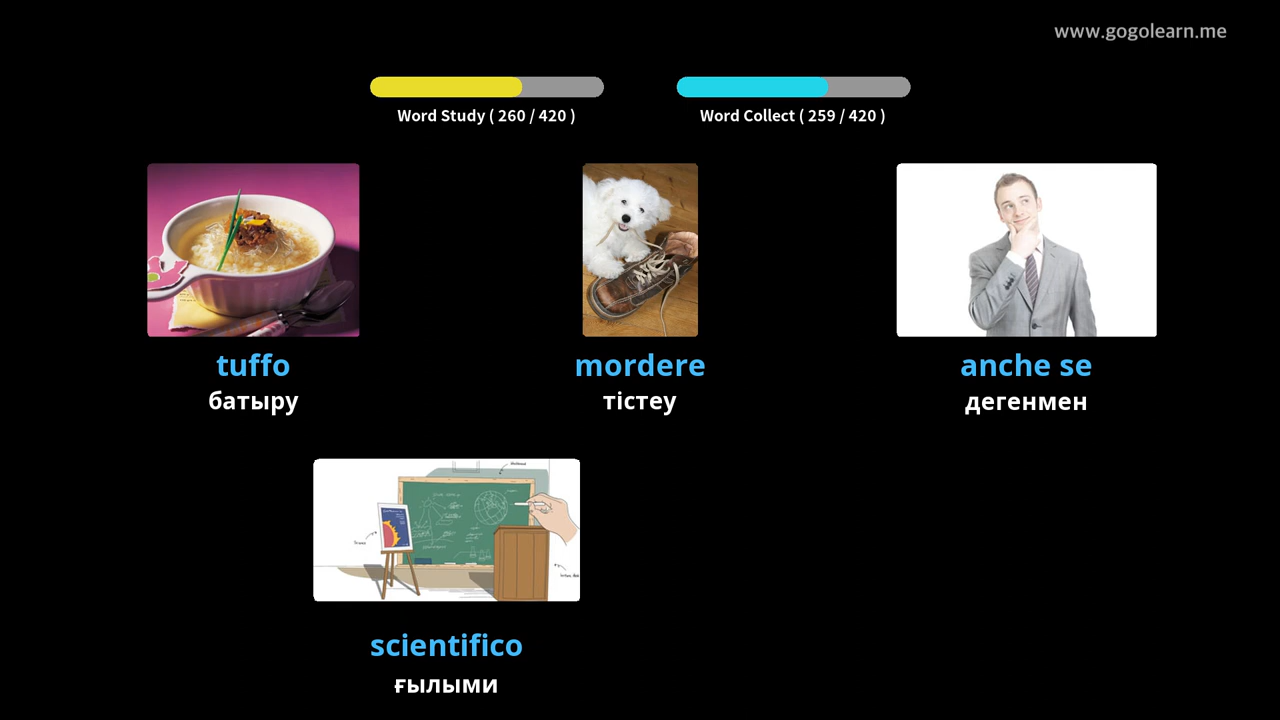 www.gogolearn.me
Word Study ( 260 / 420 )
Word Collect ( 259 / 420 )
tuffo
батыру
mordere
тістеу
anche se
дегенмен
scientifico
ғылыми